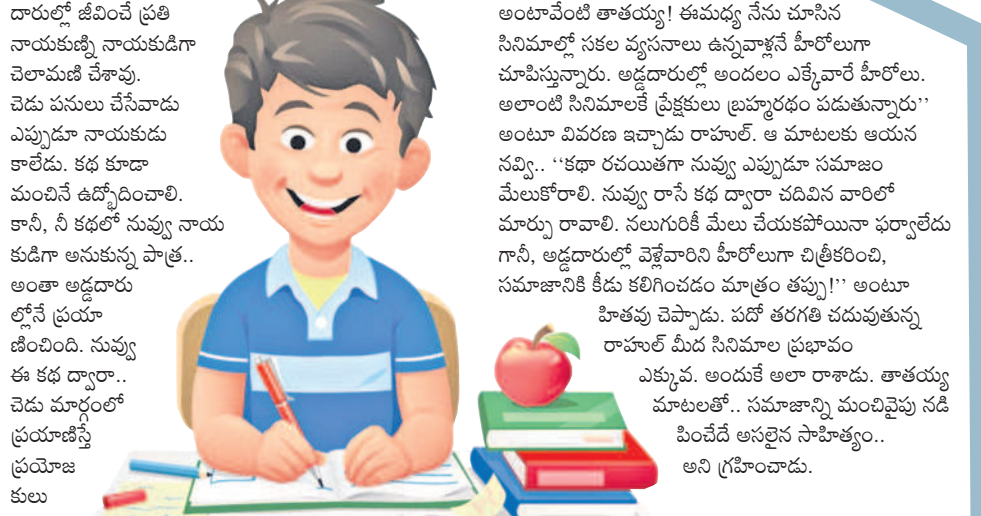 దారుల్లో జీవించే ప్రతి
నాయకుణ్ని నాయకుడిగా
చెలామణి చేశావు.
చెడు పనులు చేసేవాడు
ఎప్పుడూ నాయకుడు
కాలేడు. కథ కూడా
మంచినే ఉద్భోదించాలి.
కానీ, నీ కథలో నువ్వు నాయ
కుడిగా అనుకున్న పాత్ర..
అంతా అడ్డదారు
ల్లోనే ప్రయా
ణించింది. నువ్వు
ఈ కథ ద్వారా..
చెడు మార్గంలో
ప్రయాణిస్తే
ప్రయోజ
కులు
అంటావేంటి తాతయ్యా! ఈమధ్య నేను చూసిన
సినిమాల్లో సకల వ్యసనాలు ఉన్నవాళ్లనే హీరోలుగా
చూపిస్తున్నారు. అడ్డదారుల్లో అందలం ఎక్కేవారే హీరోలు.
అలాంటి సినిమాలకే ప్రేక్షకులు బ్రహ్మరథం పడుతున్నారు’’
అంటూ వివరణ ఇచ్చాడు రాహుల్. ఆ మాటలకు ఆయన
నవ్వి.. ‘‘కథా రచయితగా నువ్వు ఎప్పుడూ సమాజం
మేలుకోరాలి. నువ్వు రాసే కథ ద్వారా చదివిన వారిలో
మార్పు రావాలి. నలుగురికీ మేలు చేయకపోయినా ఫర్వాలేదు
గానీ, అడ్డదారుల్లో వెళ్లేవారిని హీరోలుగా చిత్రీకరించి,
సమాజానికి కీడు కలిగించడం మాత్రం తప్పు!’’ అంటూ
హితవు చెప్పాడు. పదో తరగతి చదువుతున్న
రాహుల్ మీద సినిమాల ప్రభావం
ఎక్కువ. అందుకే అలా రాశాడు. తాతయ్య
మాటలతో.. సమాజాన్ని మంచివైపు నడి
పించేదే అసలైన సాహిత్యం..
అని గ్రహించాడు.